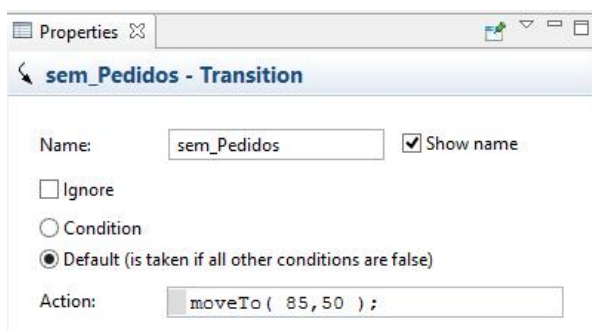 Properties
sem_Pedidos - Transition
Name: sem_Pedidos Show name
Ignore
Condition
Default (is taken if all other conditions are false)
Action: moveTo( 85,50 );